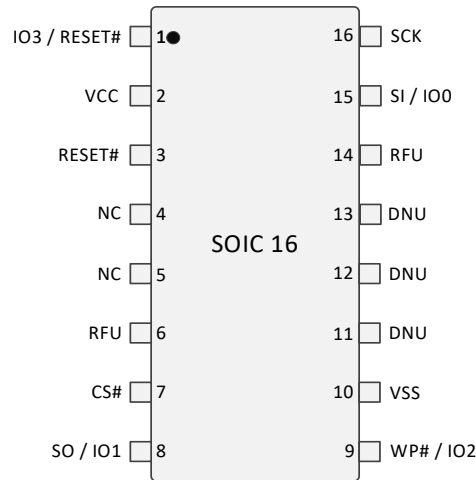 IO3 / RESET# 1 16 SCK
VCC 2 15 SI / IO0
RESET# 3 14 RFU
NC 4 13 DNU
SOIC 16
NC 5 12 DNU
RFU 6 11 DNU
CS# 7 10 VSS
SO / IO1 8 9 WP# / IO2